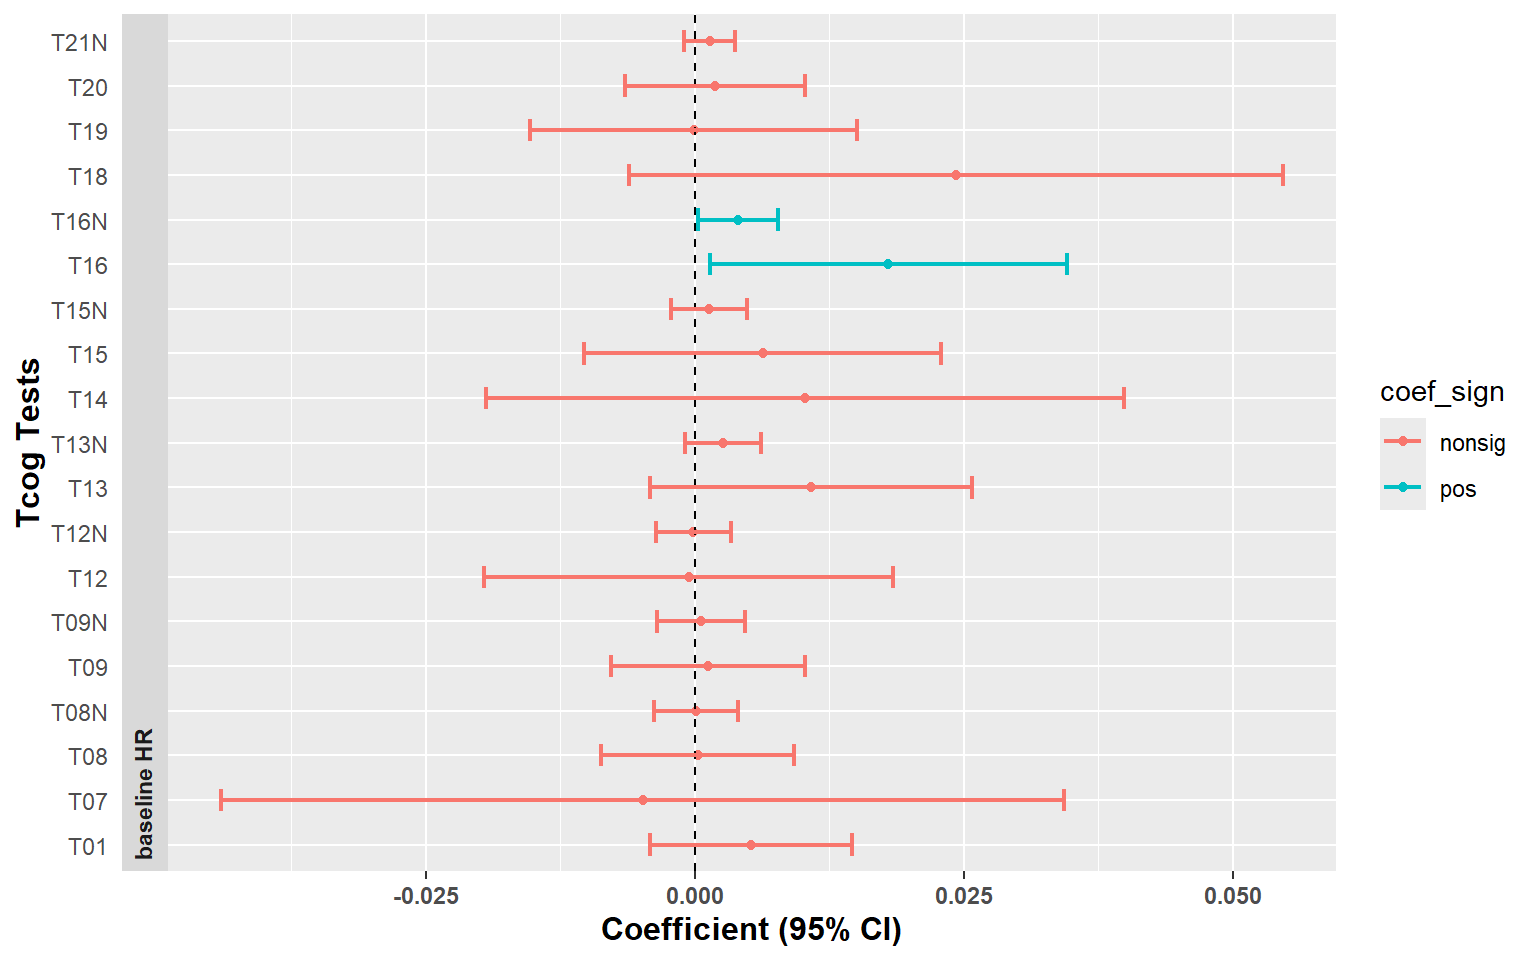 T21N
T20
T19
T18
T16N
T16
T15N
T15
T14
T13N
T13
T12N
T12
T09N
T09
T08N
T08
T07
T01
Tcog Tests
baseline HR
-0.025 0.000 0.025 0.050
Coefficient (95% CI)
coef_sign
nonsig
pos